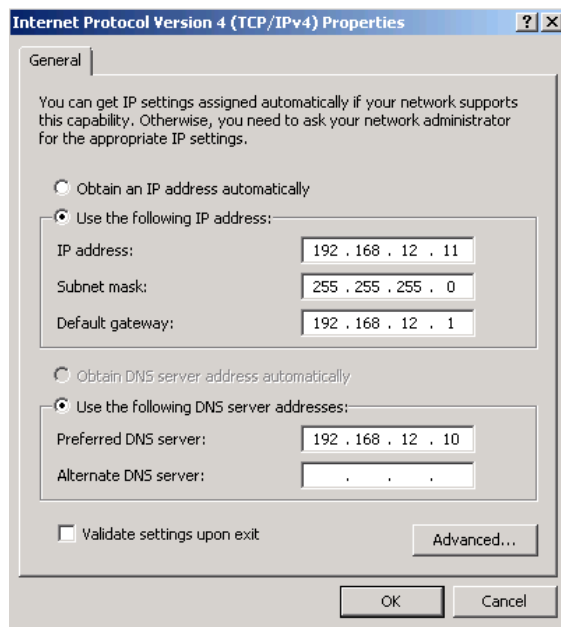 Internet Protocol Version 4 (TCP/IPv4) Properties
General
You can get IP settings assigned automatically if your network supports
this capability. Otherwise, you need to ask your network administrator
for the appropriate IP settings.
Obtain an IP address automatically
Use the following IP address:
IP address: 192 . 168 . 12 . 11
Subnet mask: 255 . 255 . 255 . 0
Default gateway: 192 . 168 . 12 . 1
Obtain DNS server address automatically
Use the following DNS server addresses:
Preferred DNS server: 192 . 168 . 12 . 10
Alternate DNS server: . . .
Validate settings upon exit
Advanced...
OK Cancel